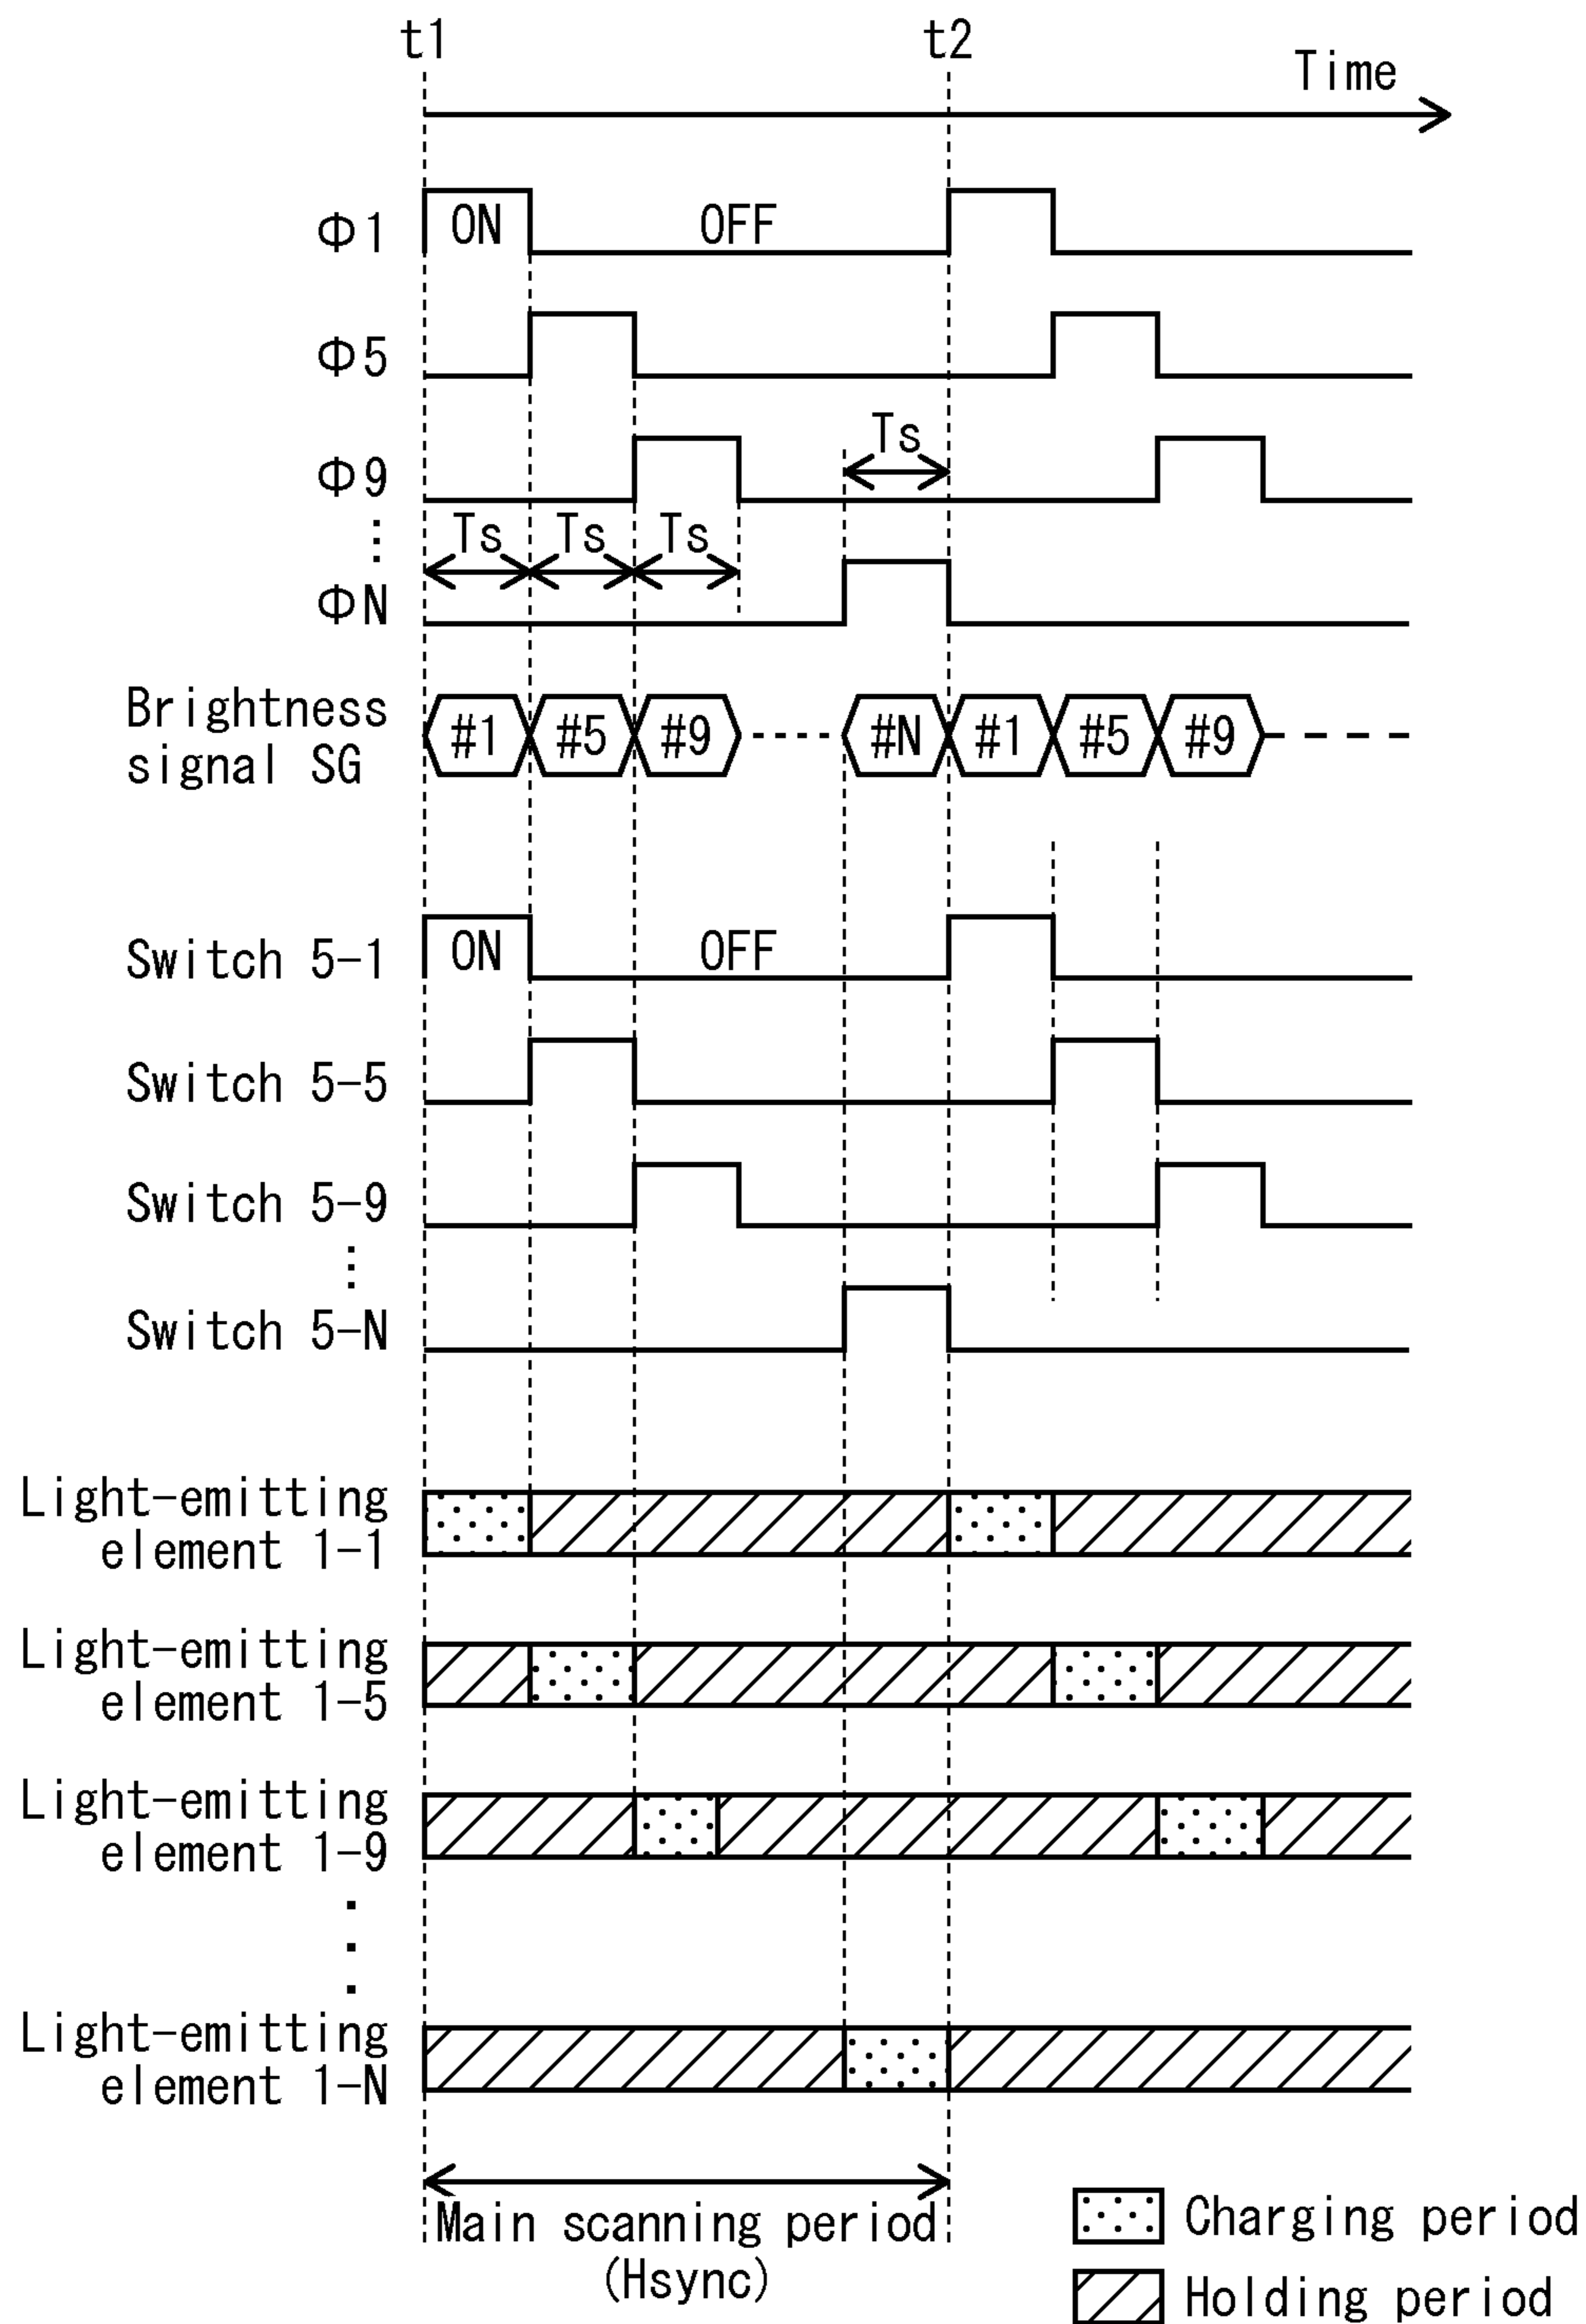 t1 t2
Time
Φ1 ON OFF
Φ5
Φ9 Ts
⋮ Ts Ts Ts
ΦN
Brightness
signal SG #1 #5 #9 #N #1 #5 #9
Switch 5-1 ON OFF
Switch 5-5
Switch 5-9
⋮
Switch 5-N
Light-emitting
element 1-1
Light-emitting
element 1-5
Light-emitting
element 1-9
⋮
Light-emitting
element 1-N
Main scanning period
(Hsync)
Charging period
Holding period